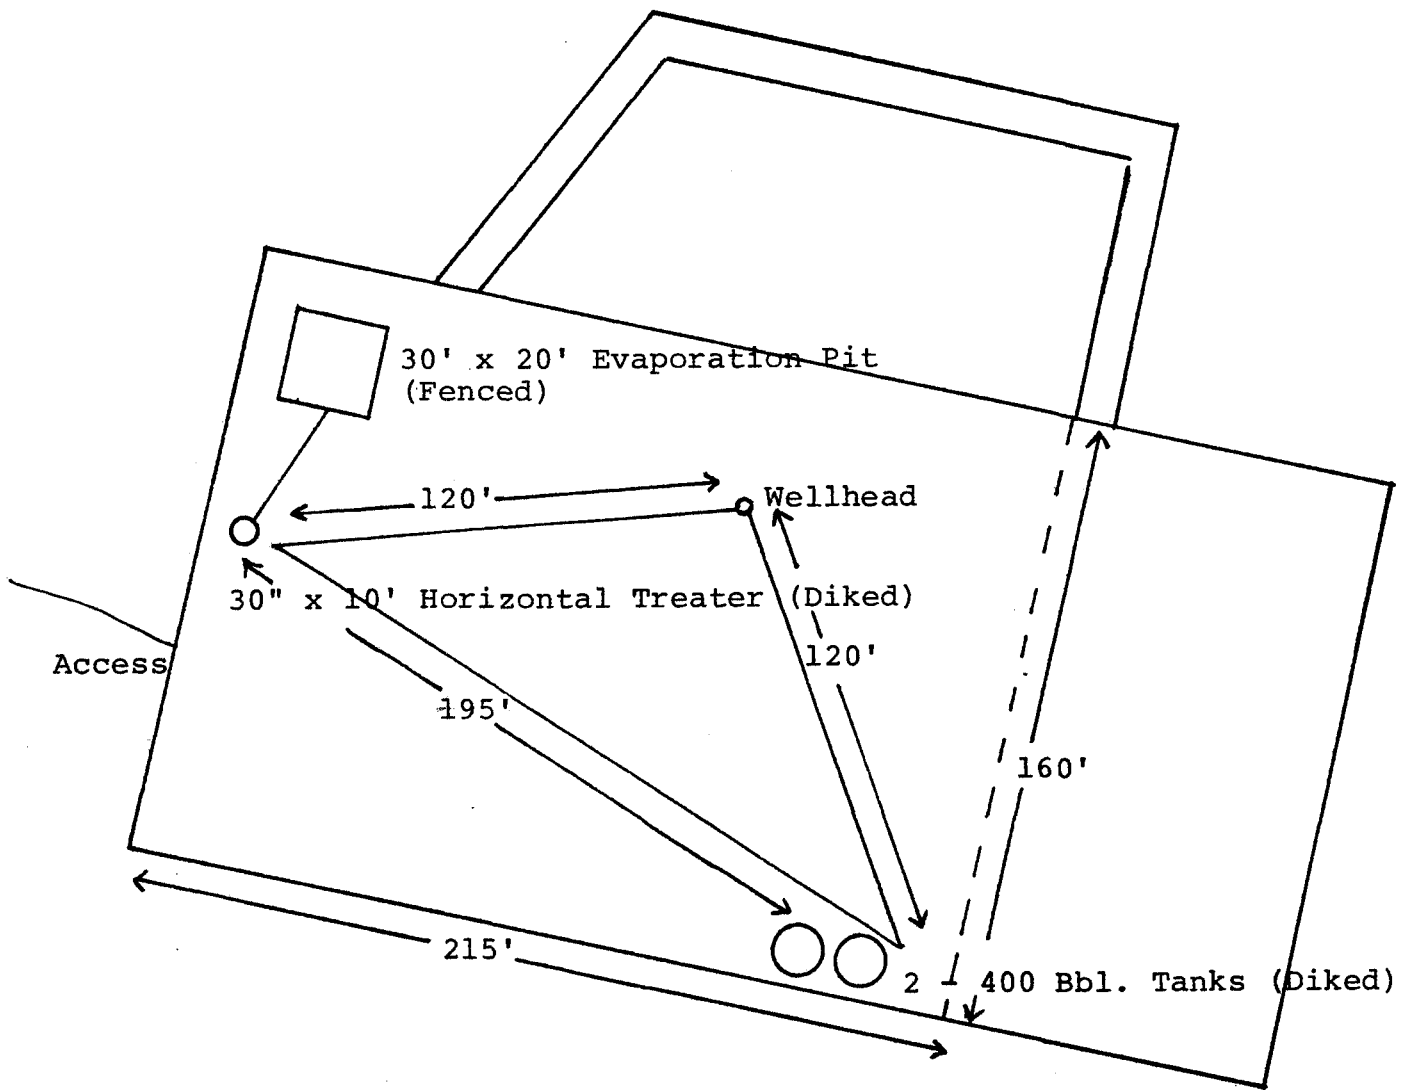 30' x 20' Evaporation Pit
(Fenced)
120'
Wellhead
30" x 10' Horizontal Treater (Diked)
120'
Access
195'
160'
215'
2 - 400 Bbl. Tanks (Diked)